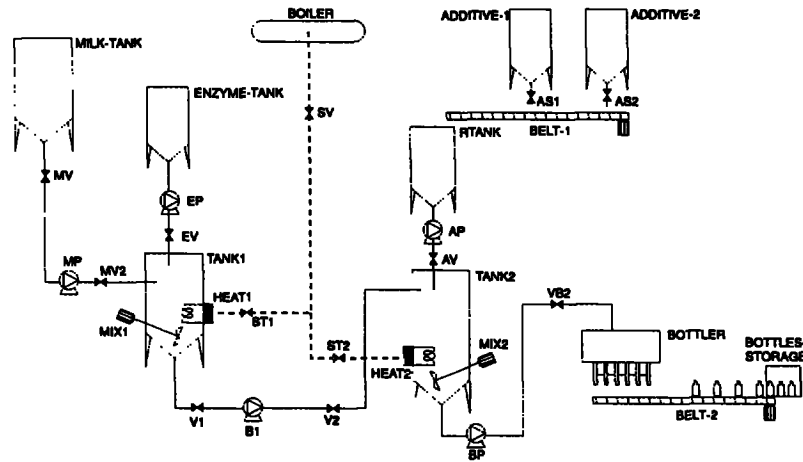 BOILER
ADDITIVE-1
ADDITIVE-2
MILK-TANK
ENZYME-TANK
SV
AS1
AS2
BELT-1
RTANK
MV
EP
EV
AP
AV
MP
MV2
TANK1
TANK2
HEAT1
ST1
MIX1
VB2
ST2
MIX2
HEAT2
BOTTLER
BOTTLES
STORAGE
V1
B1
V2
BP
BELT-2